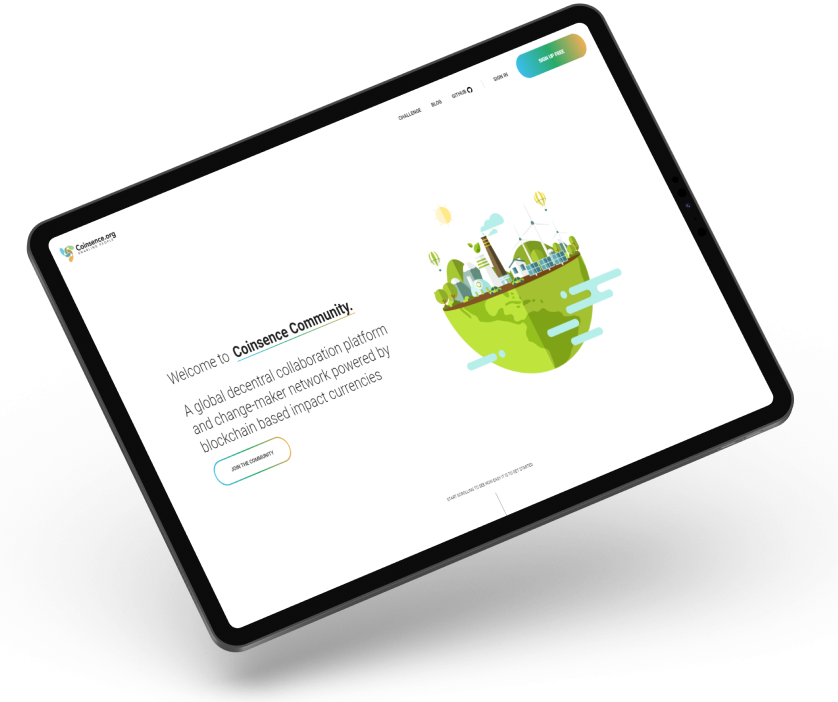 Coinsence.org
ENABLING PEOPLE
CHALLENGE
BLOG
GITHUB
SIGN IN
SIGN UP FREE
Welcome to Coinsence Community.
A global decentral collaboration platform
and change-maker network powered by
blockchain based impact currencies
JOIN THE COMMUNITY
START SCROLLING TO SEE HOW EASY IT IS TO GET STARTED